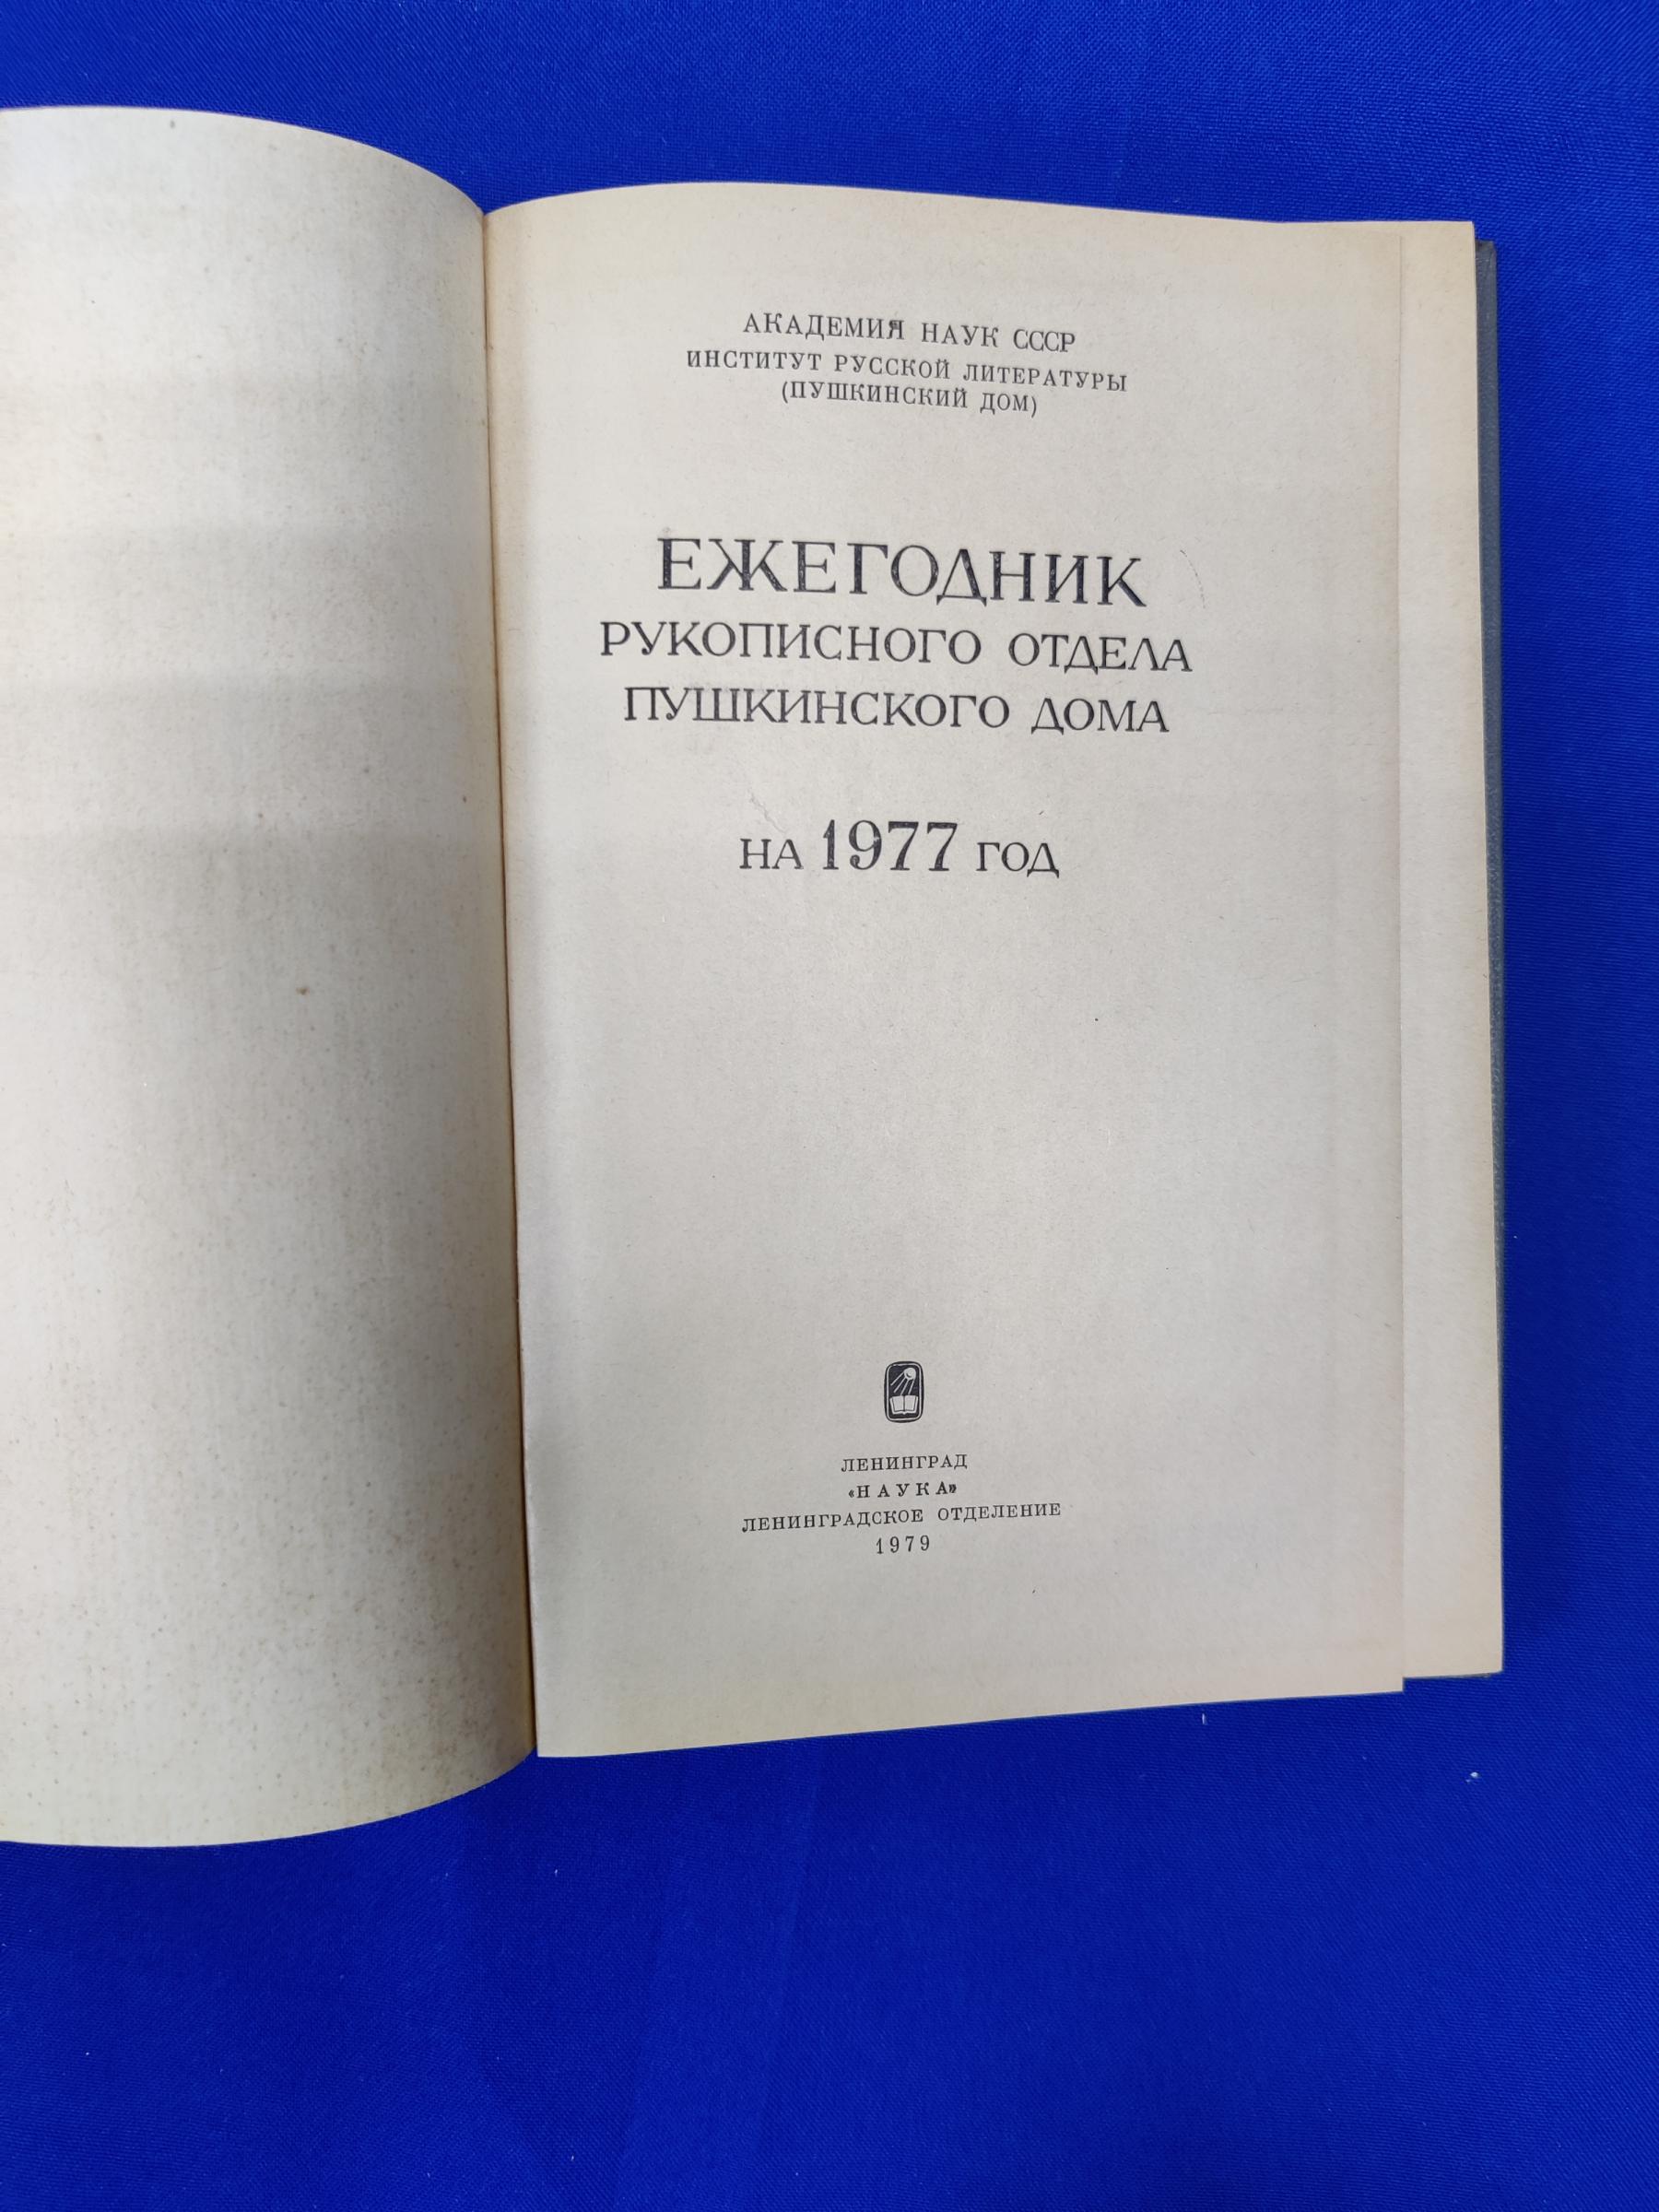 АКАДЕМИЯ НАУК СССР
ИНСТИТУТ РУССКОЙ ЛИТЕРАТУРЫ
(ПУШКИНСКИЙ ДОМ)
ЕЖЕГОДНИК
РУКОПИСНОГО ОТДЕЛА
ПУШКИНСКОГО ДОМА
НА 1977 ГОД
ЛЕНИНГРАД
«НАУКА»
ЛЕНИНГРАДСКОЕ ОТДЕЛЕНИЕ
1979